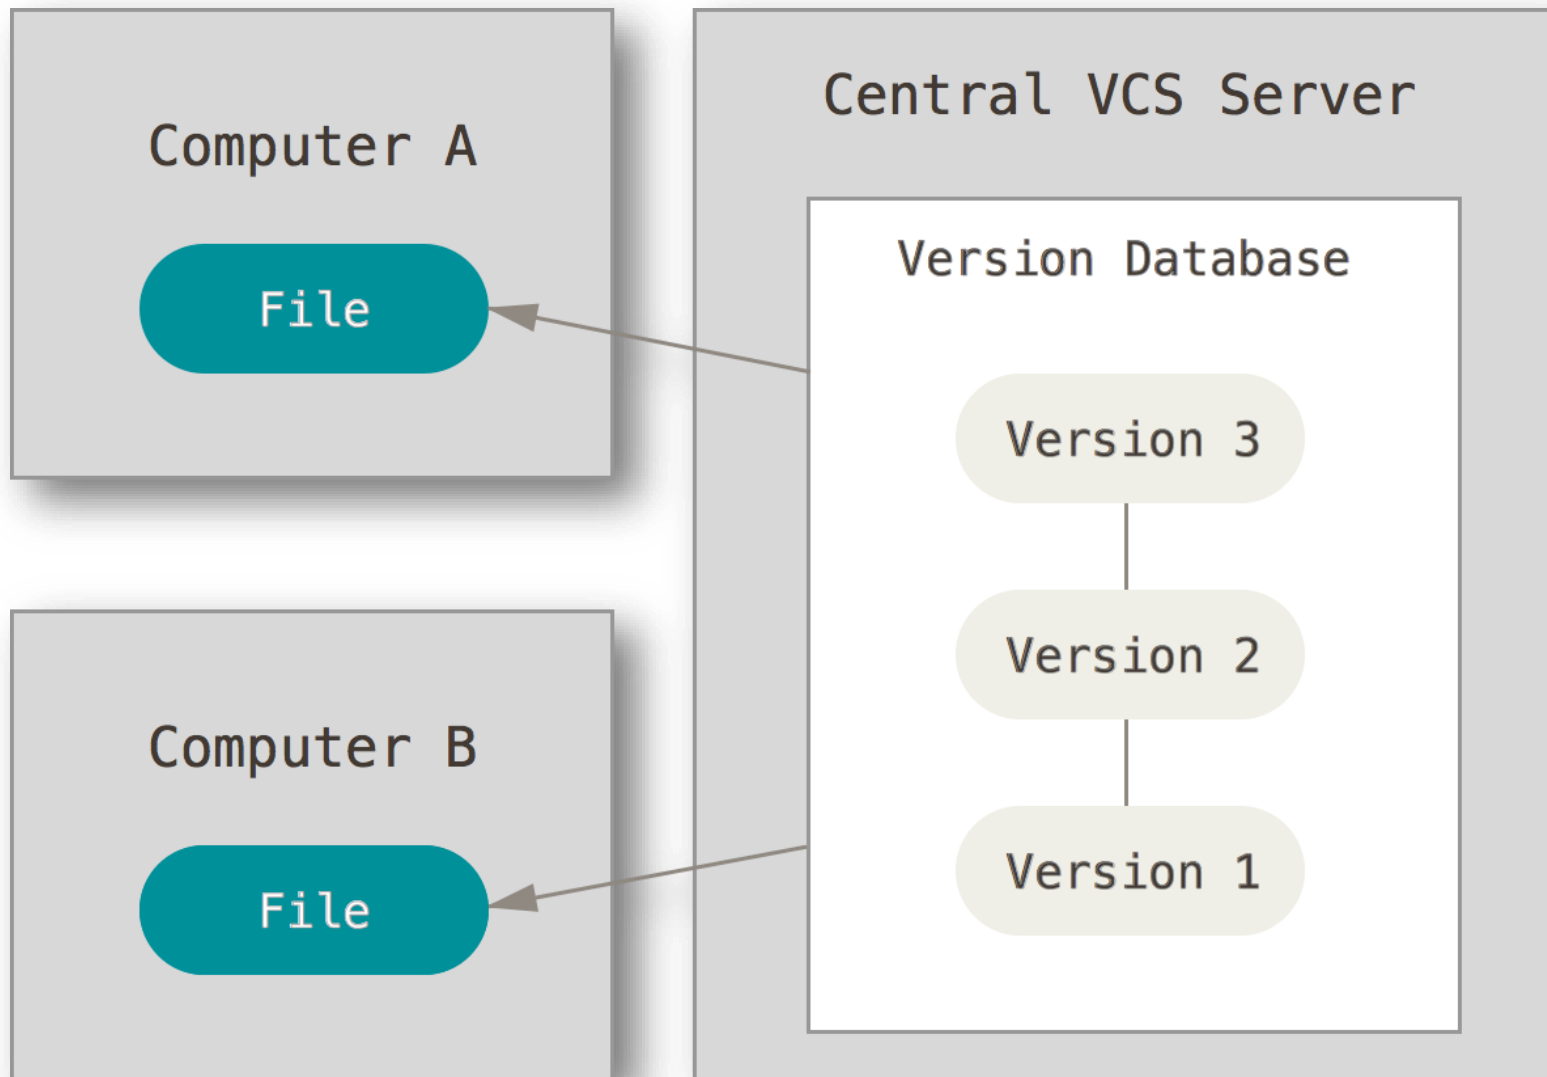 Computer A
File
Computer B
File
Central VCS Server
Version Database
Version 3
Version 2
Version 1